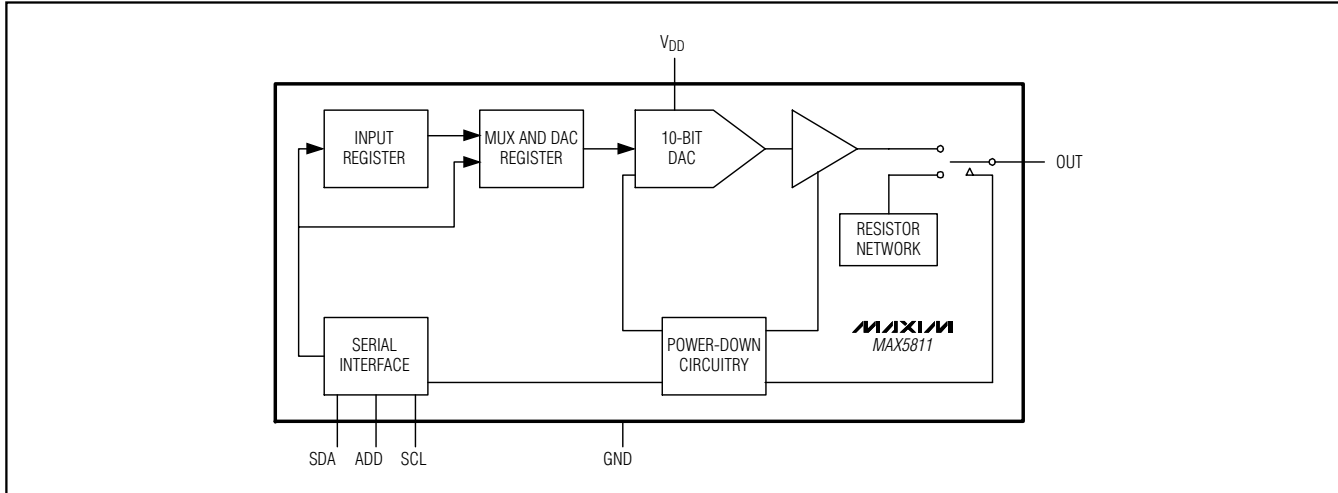 VDD
INPUT
REGISTER
MUX AND DAC
REGISTER
10-BIT
DAC
OUT
RESISTOR
NETWORK
SERIAL
INTERFACE
POWER-DOWN
CIRCUITRY
MAXIM
MAX5811
SDA ADD SCL GND